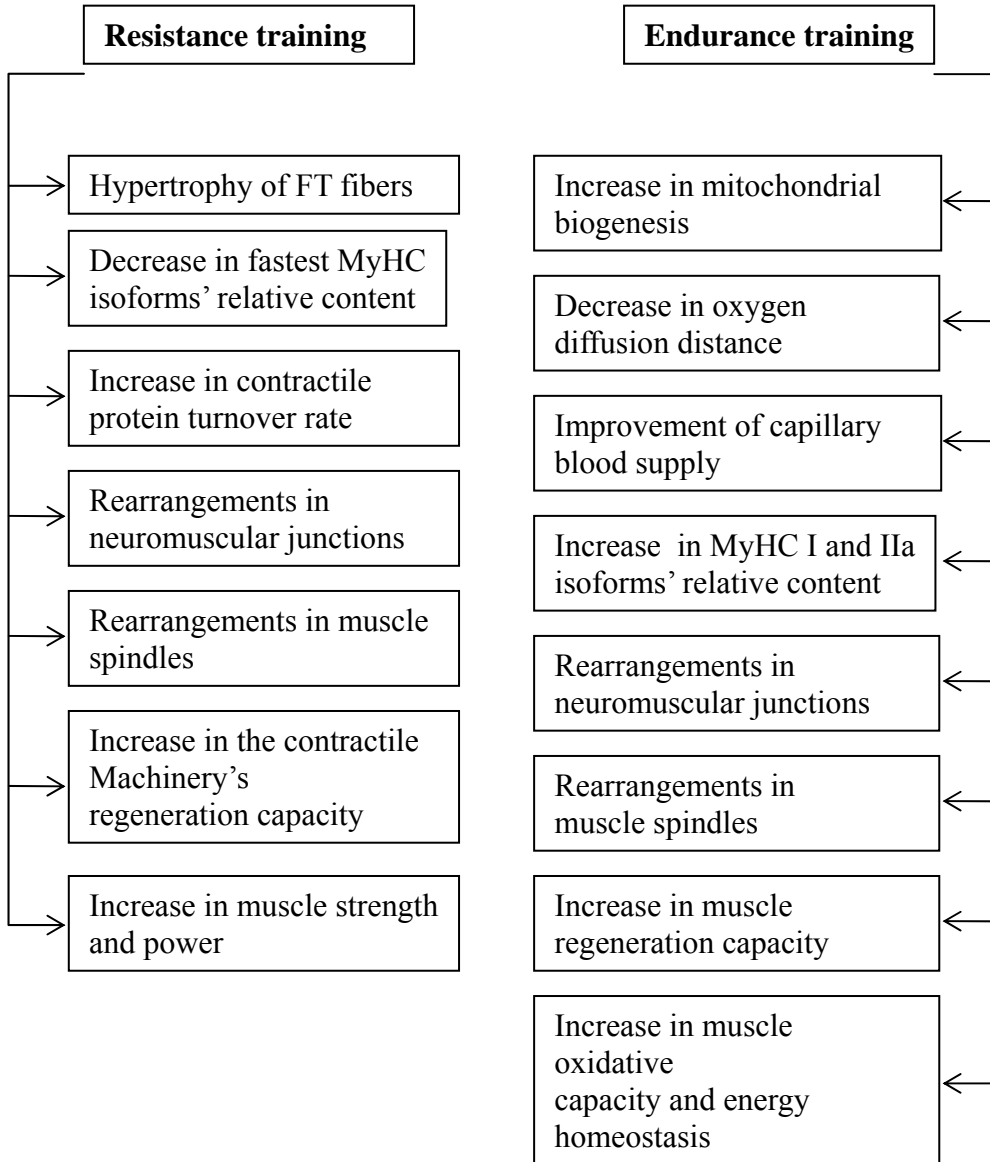 Resistance training
Hypertrophy of FT fibers
Decrease in fastest MyHC
isoforms’ relative content
Increase in contractile
protein turnover rate
Rearrangements in
neuromuscular junctions
Rearrangements in muscle
spindles
Increase in the contractile
Machinery’s
regeneration capacity
Increase in muscle strength
and power
Endurance training
Increase in mitochondrial
biogenesis
Decrease in oxygen
diffusion distance
Improvement of capillary
blood supply
Increase  in MyHC I and IIa
isoforms’ relative content
Rearrangements in
neuromuscular junctions
Rearrangements in
muscle spindles
Increase in muscle
regeneration capacity
Increase in muscle
oxidative
capacity and energy
homeostasis